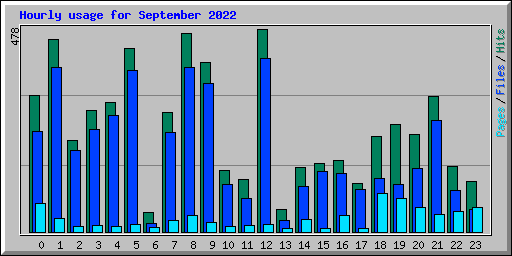 Hourly usage for September 2022
478
Pages/Files/Hits
0 1 2 3 4 5 6 7 8 9 10 11 12 13 14 15 16 17 18 19 20 21 22 23